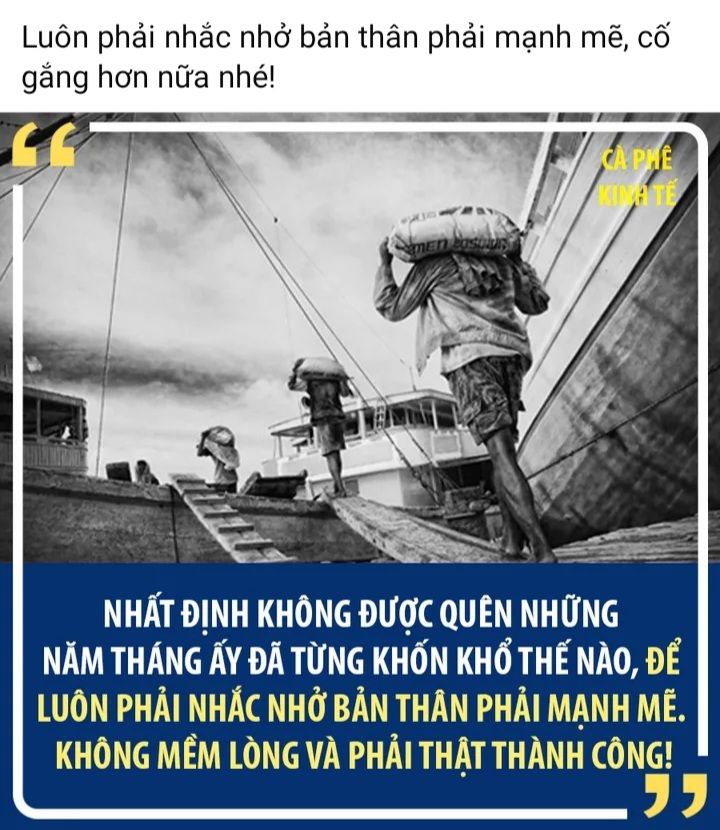 Luôn phải nhắc nhở bản thân phải mạnh mẽ, cố
gắng hơn nữa nhé!
CÀ PHÊ
KINH TẾ
NHẤT ĐỊNH KHÔNG ĐƯỢC QUÊN NHỮNG
NĂM THÁNG ẤY ĐÃ TỪNG KHỐN KHỔ THẾ NÀO, ĐỂ
LUÔN PHẢI NHẮC NHỞ BẢN THÂN PHẢI MẠNH MẼ.
KHÔNG MỀM LÒNG VÀ PHẢI THẬT THÀNH CÔNG!